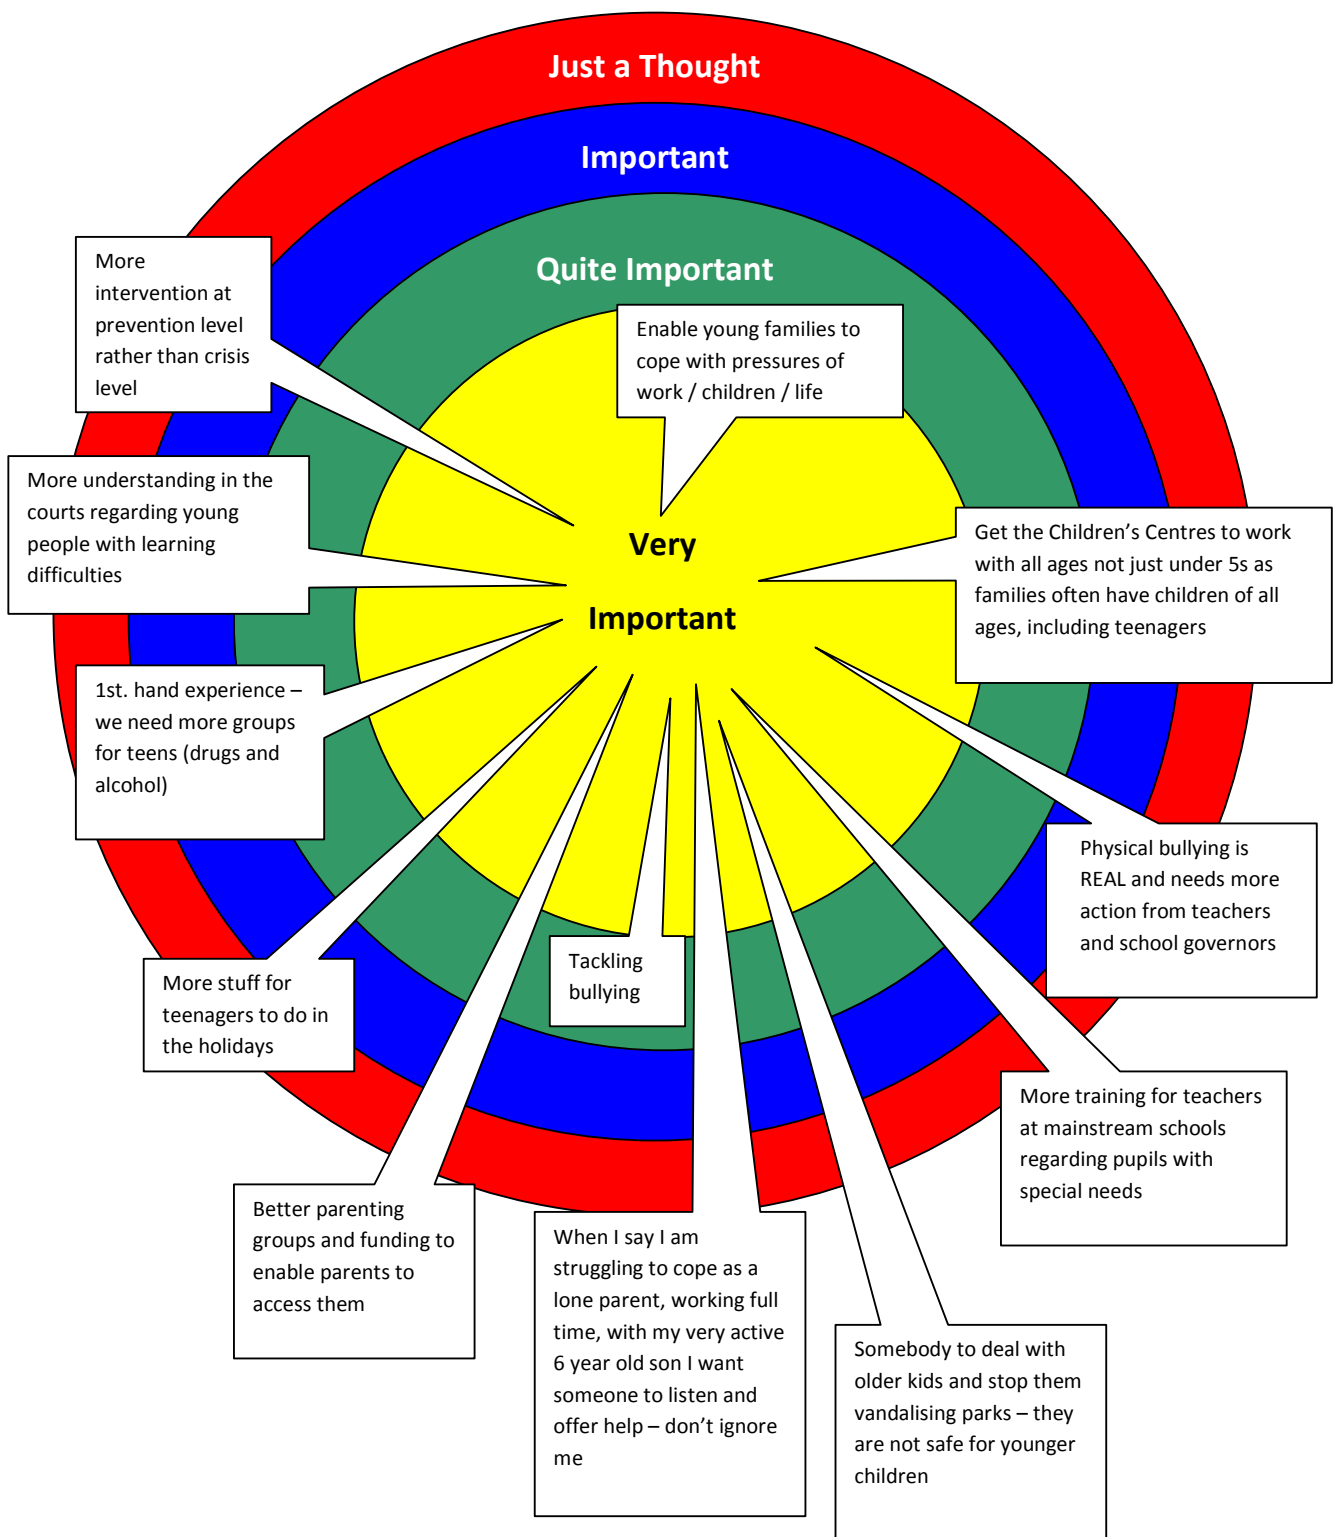 Just a Thought
Important
Quite Important
More
intervention at
prevention level
rather than crisis
level
Enable young families to
cope with pressures of
work / children / life
More understanding in the
courts regarding young
people with learning
difficulties
Very
Important
Get the Children’s Centres to work
with all ages not just under 5s as
families often have children of all
ages, including teenagers
1st. hand experience –
we need more groups
for teens (drugs and
alcohol)
Physical bullying is
REAL and needs more
action from teachers
and school governors
More stuff for
teenagers to do in
the holidays
Tackling
bullying
More training for teachers
at mainstream schools
regarding pupils with
special needs
Better parenting
groups and funding to
enable parents to
access them
When I say I am
struggling to cope as a
lone parent, working full
time, with my very active
6 year old son I want
someone to listen and
offer help – don’t ignore
me
Somebody to deal with
older kids and stop them
vandalising parks – they
are not safe for younger
children